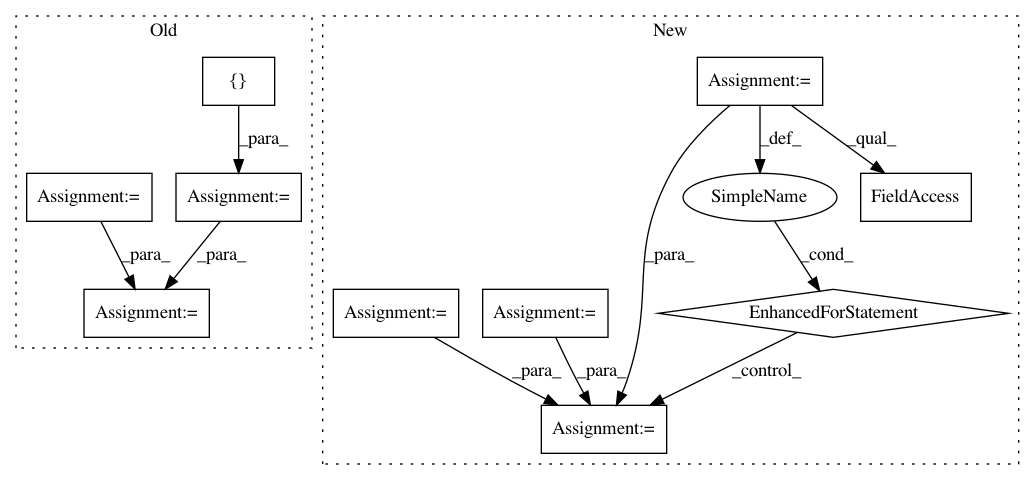 Old
New
{}
Assignment:=
_para_
_def_
_qual_
Assignment:=
Assignment:=
SimpleName
FieldAccess
_para_
_para_
_para_
_cond_
Assignment:=
Assignment:=
Assignment:=
EnhancedForStatement
_para_
_para_
_control_
Assignment:=